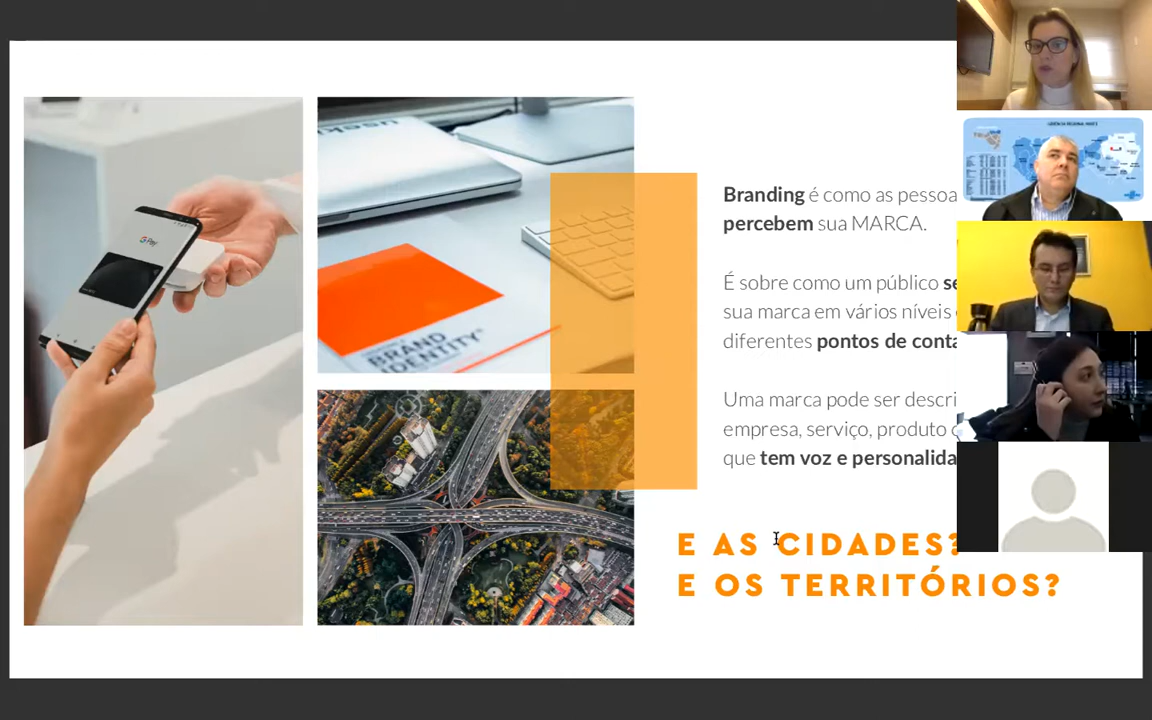 Branding é como as pessoa
percebem sua MARCA.
É sobre como um público se
sua marca em vários níveis
diferentes pontos de conta
Uma marca pode ser descri
empresa, serviço, produto
que tem voz e personalida
E AS CIDADES?
E OS TERRITÓRIOS?
G Pay
BRAND
IDENTITY